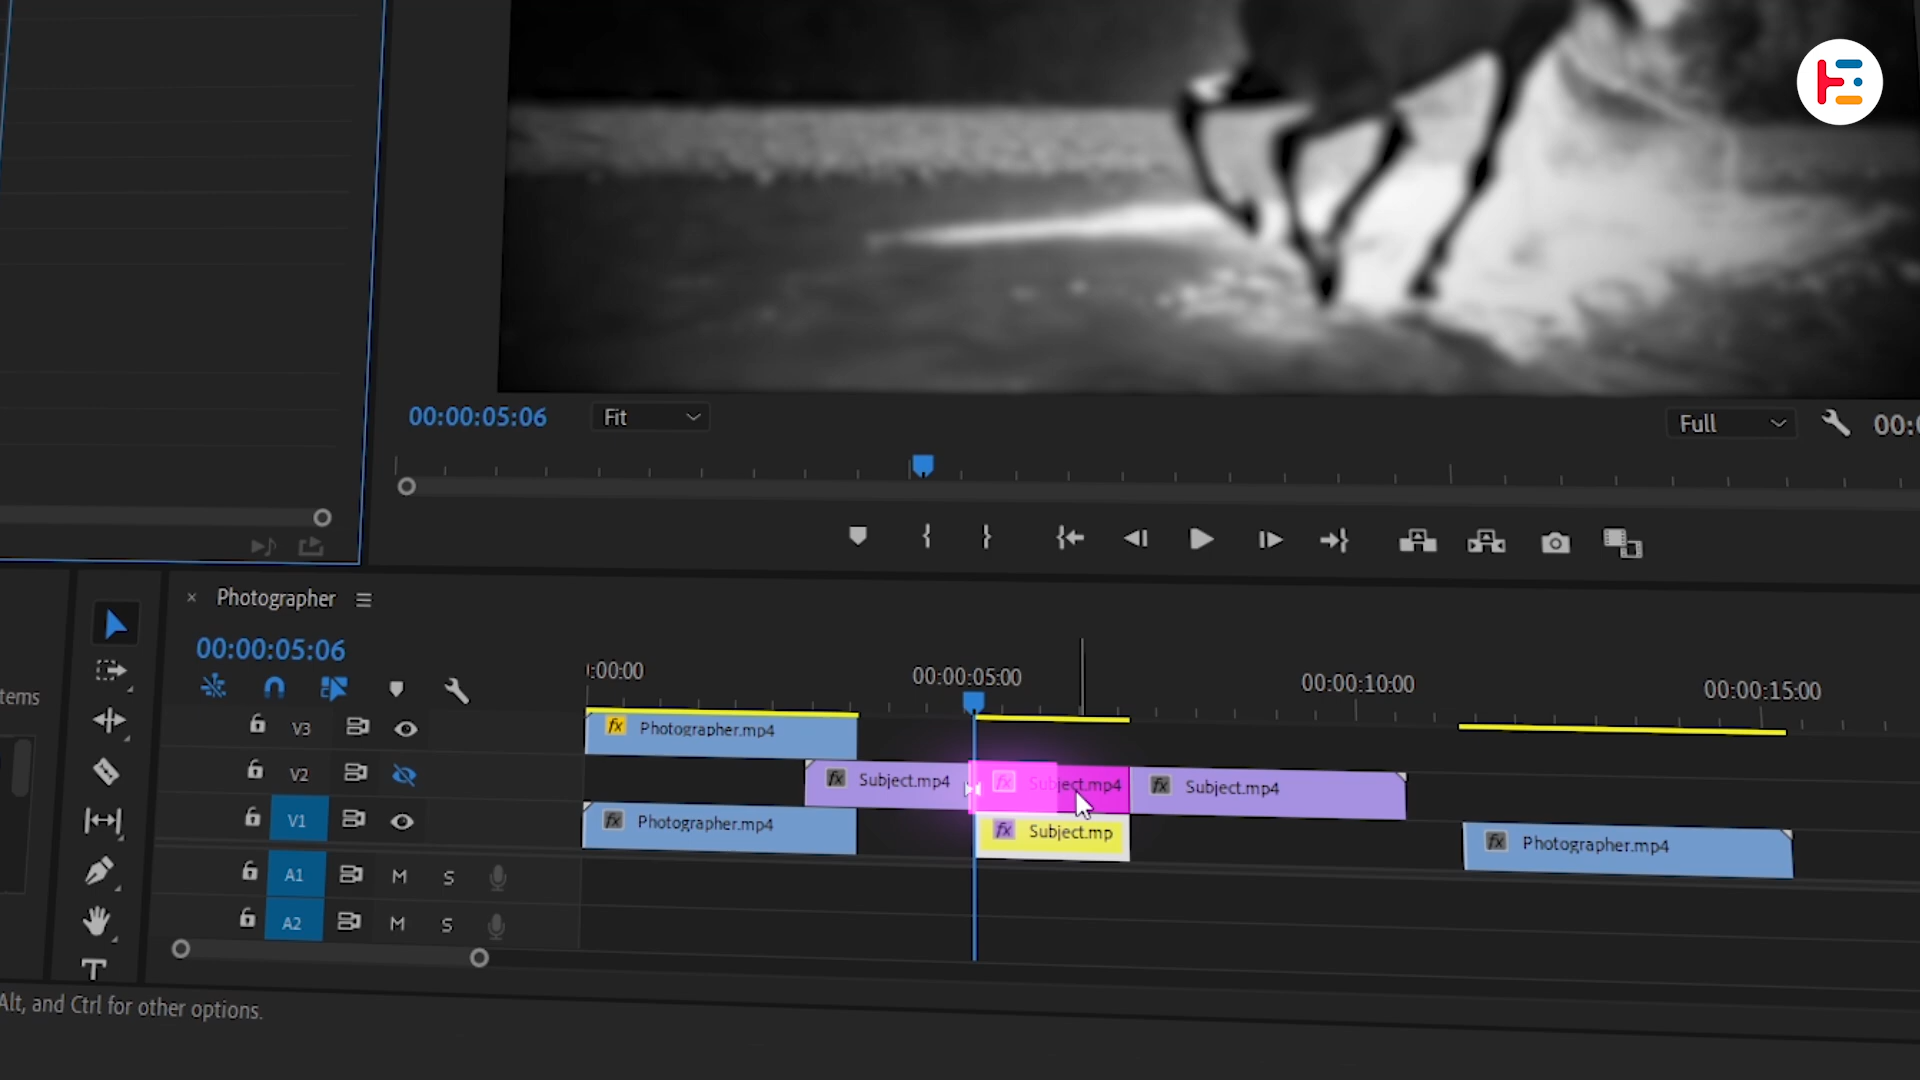 00:00:05:06
Fit
Full
00:
Photographer
00:00:05:06
:00:00
00:00:05:00
00:00:10:00
00:00:15:00
tems
V3
fx Photographer.mp4
V2
fx Subject.mp4
fx Subject.mp4
fx Subject.mp4
V1
fx Photographer.mp4
fx Subject.mp
fx Photographer.mp4
A1 M S
A2 M S
Alt, and Ctrl for other options.